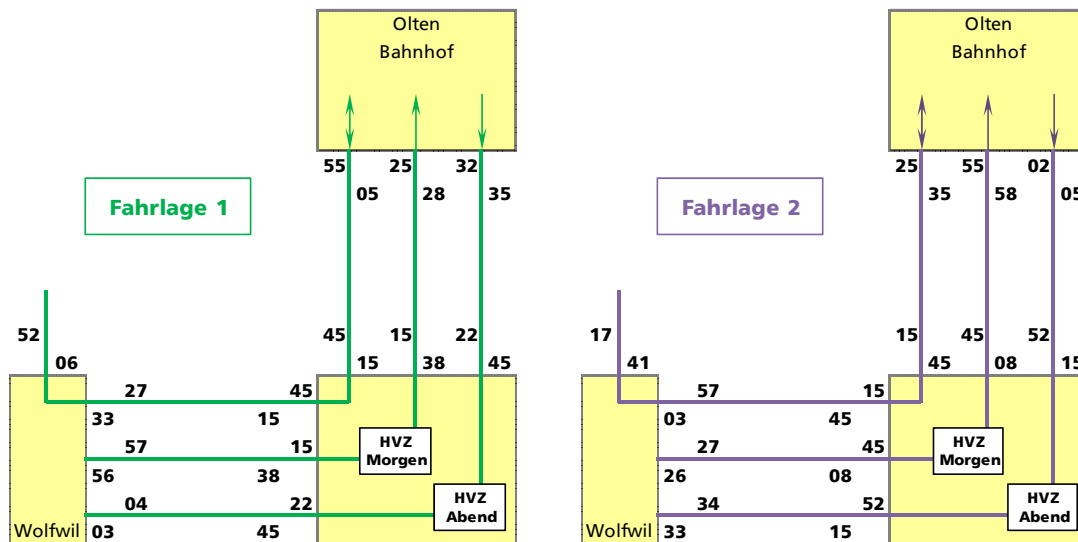 Olten
Bahnhof
55 25 32
05 28 35
Fahrlage 1
52 45 15 22
06 15 38 45
27 45
33 15
57 15
HVZ
Morgen
56 38
04 22
HVZ
Abend
Wolfwil 03 45
Olten
Bahnhof
25 55 02
35 58 05
Fahrlage 2
17 15 45 52
41 45 08 15
57 15
03 45
27 45
HVZ
Morgen
26 08
34 52
HVZ
Abend
Wolfwil 33 15